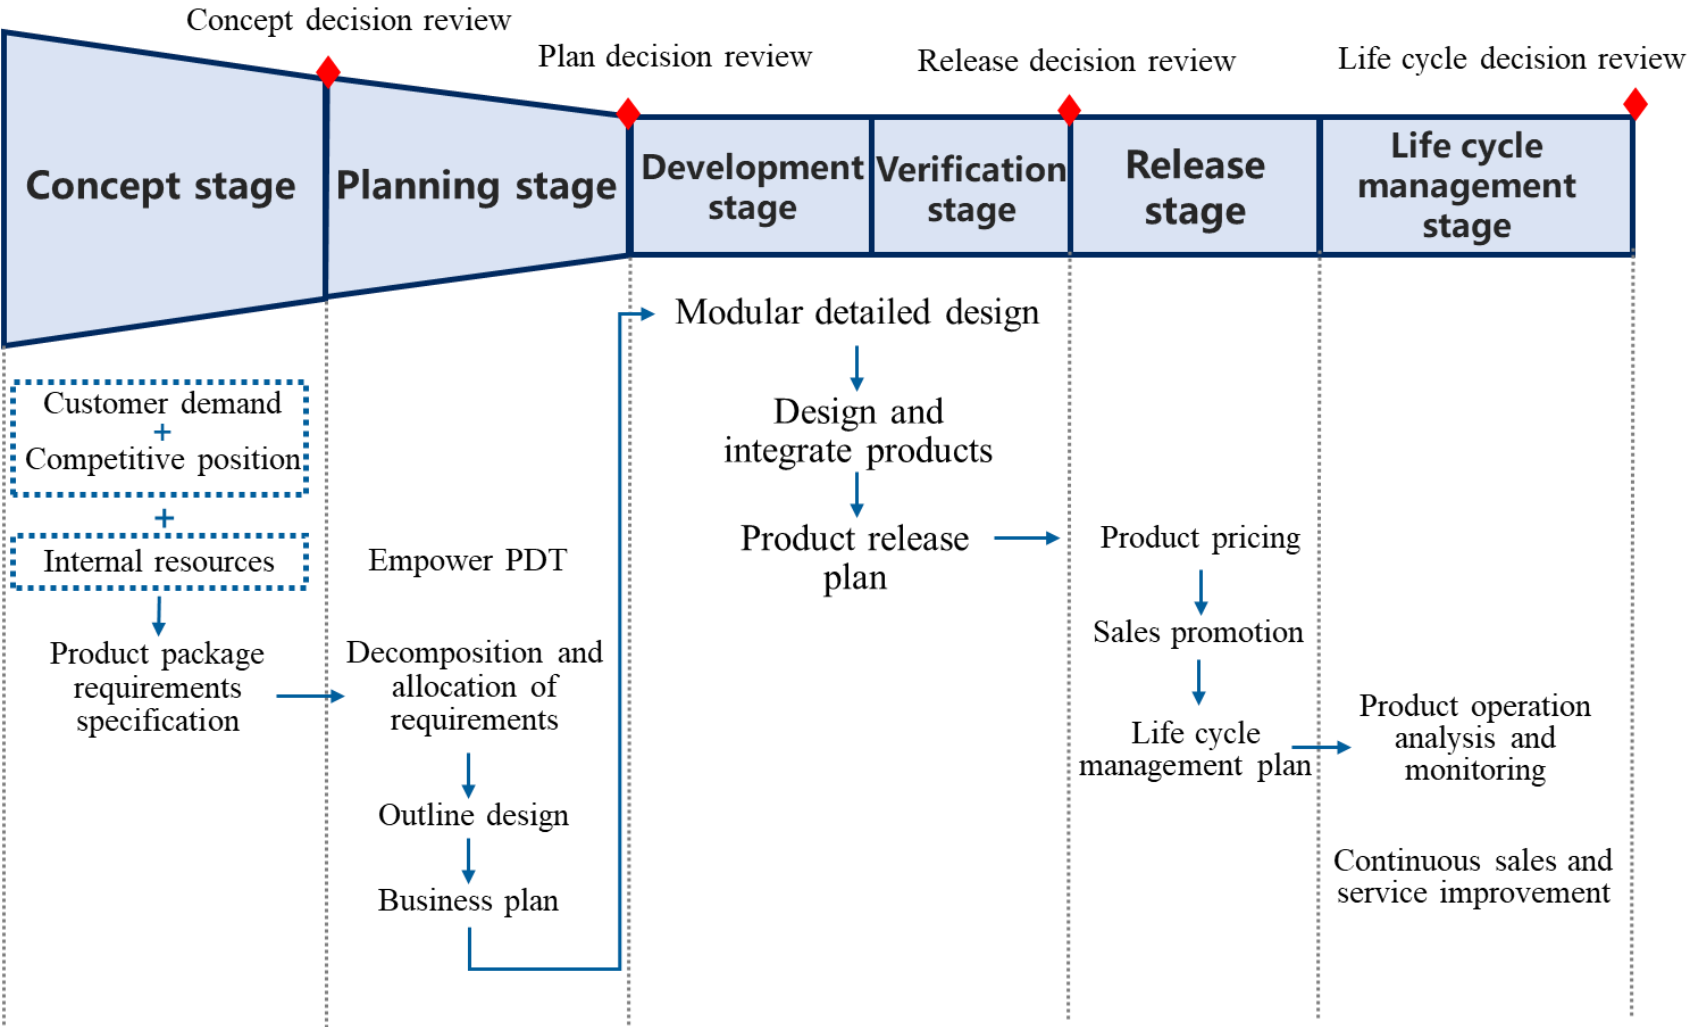 Concept decision review
Plan decision review
Release decision review
Life cycle decision review
Concept stage
Planning stage
Development
stage
Verification
stage
Release
stage
Life cycle
management
stage
Customer demand
+
Competitive position
+
Internal resources
Product package
requirements
specification
Empower PDT
Decomposition and
allocation of
requirements
Outline design
Business plan
Modular detailed design
Design and
integrate products
Product release
plan
Product pricing
Sales promotion
Life cycle
management plan
Product operation
analysis and
monitoring
Continuous sales and
service improvement